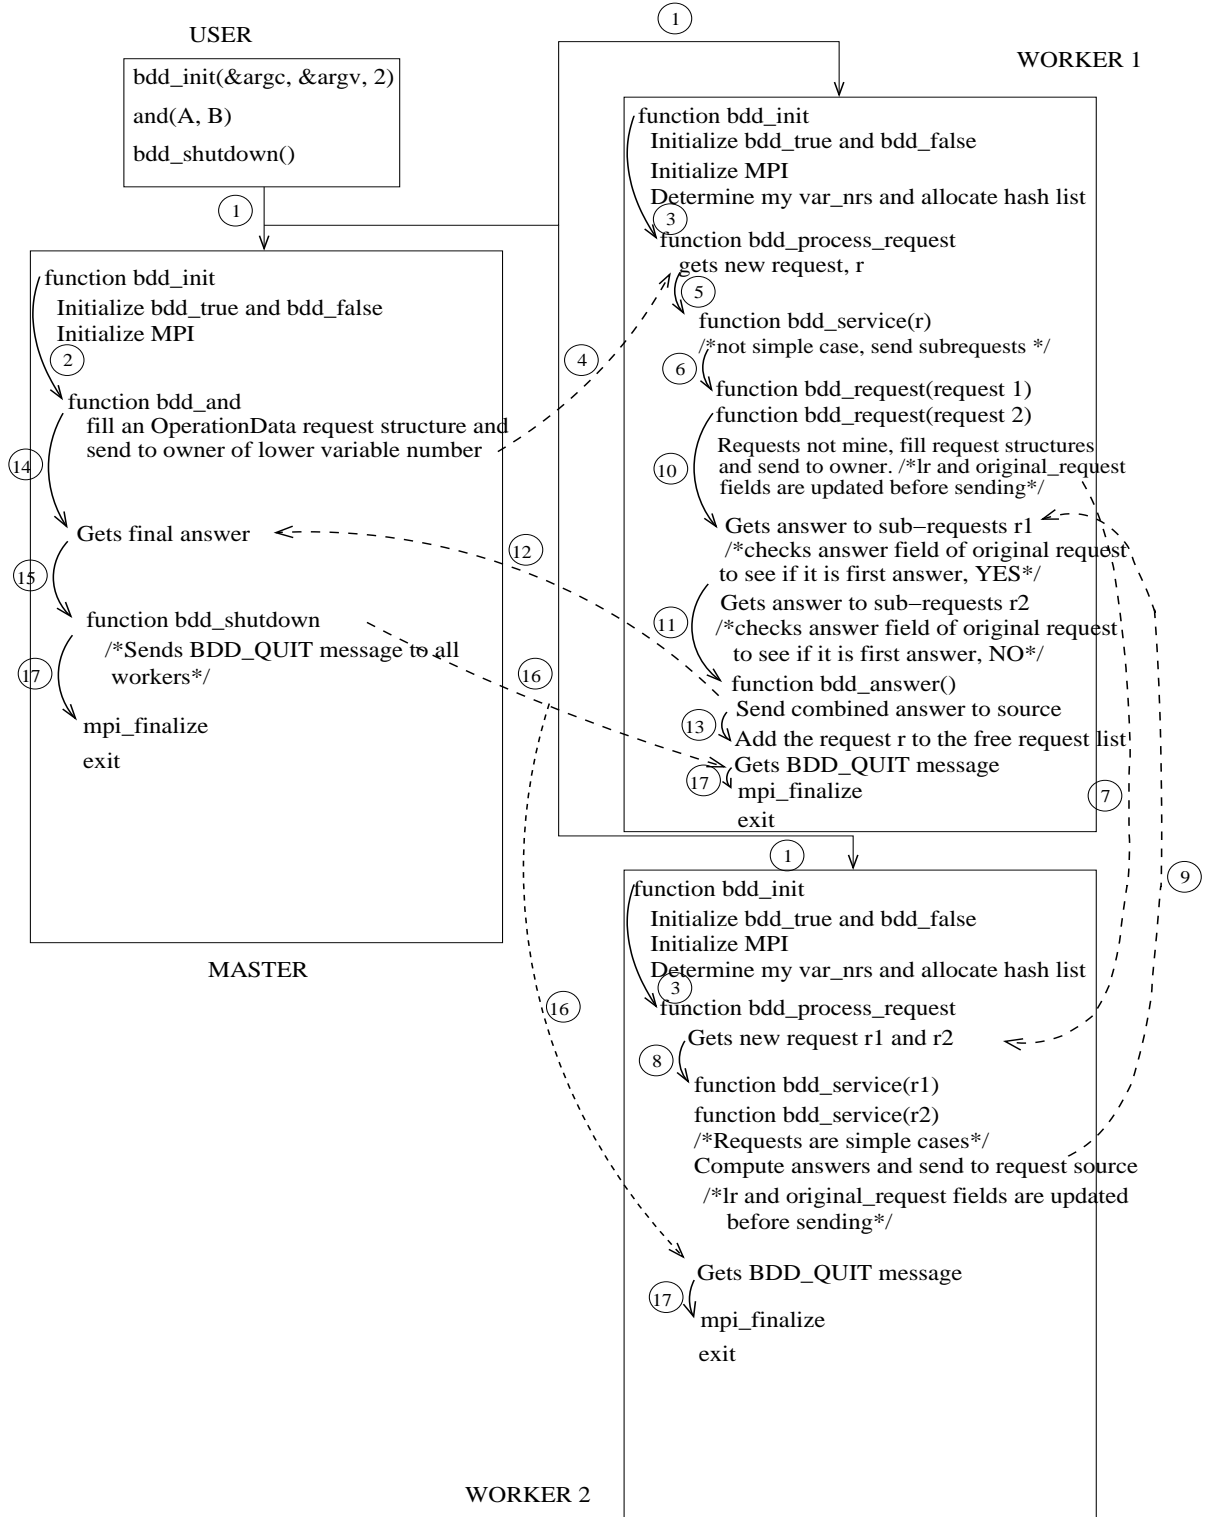 USER
bdd_init(&argc, &argv, 2)
and(A, B)
bdd_shutdown()
1
1
MASTER
function bdd_init
Initialize bdd_true and bdd_false
Initialize MPI
2
function bdd_and
fill an OperationData request structure and
send to owner of lower variable number
14
Gets final answer
15
function bdd_shutdown
/*Sends BDD_QUIT message to all
workers*/
17
mpi_finalize
exit
4
12
16
16
WORKER 1
function bdd_init
Initialize bdd_true and bdd_false
Initialize MPI
Determine my var_nrs and allocate hash list
3
function bdd_process_request
gets new request, r
5
function bdd_service(r)
/*not simple case, send subrequests */
6
function bdd_request(request 1)
function bdd_request(request 2)
10
Requests not mine, fill request structures
and send to owner. /*lr and original_request
fields are updated before sending*/
Gets answer to sub−requests r1
/*checks answer field of original request
to see if it is first answer, YES*/
11
Gets answer to sub−requests r2
/*checks answer field of original request
to see if it is first answer, NO*/
function bdd_answer()
Send combined answer to source
13
Add the request r to the free request list
Gets BDD_QUIT message
17
mpi_finalize
exit
7
9
1
WORKER 2
function bdd_init
Initialize bdd_true and bdd_false
Initialize MPI
Determine my var_nrs and allocate hash list
3
function bdd_process_request
Gets new request r1 and r2
8
function bdd_service(r1)
function bdd_service(r2)
/*Requests are simple cases*/
Compute answers and send to request source
/*lr and original_request fields are updated
before sending*/
Gets BDD_QUIT message
17
mpi_finalize
exit